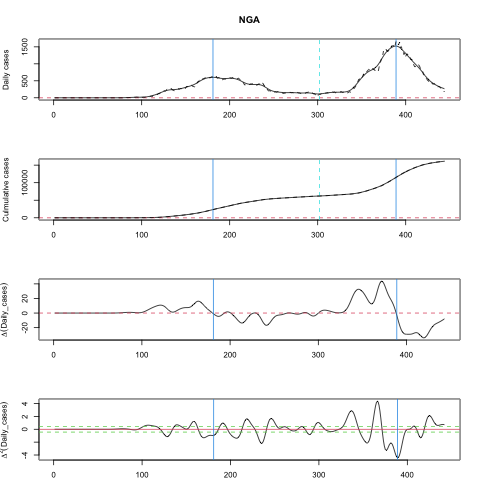 NGA
Daily cases
0 500 1500
0 100 200 300 400
Culmulative cases
0 100000
0 100 200 300 400
Δ(Daily_cases)
-20 0 20
0 100 200 300 400
Δ²(Daily_cases)
-4 0 2 4
0 100 200 300 400